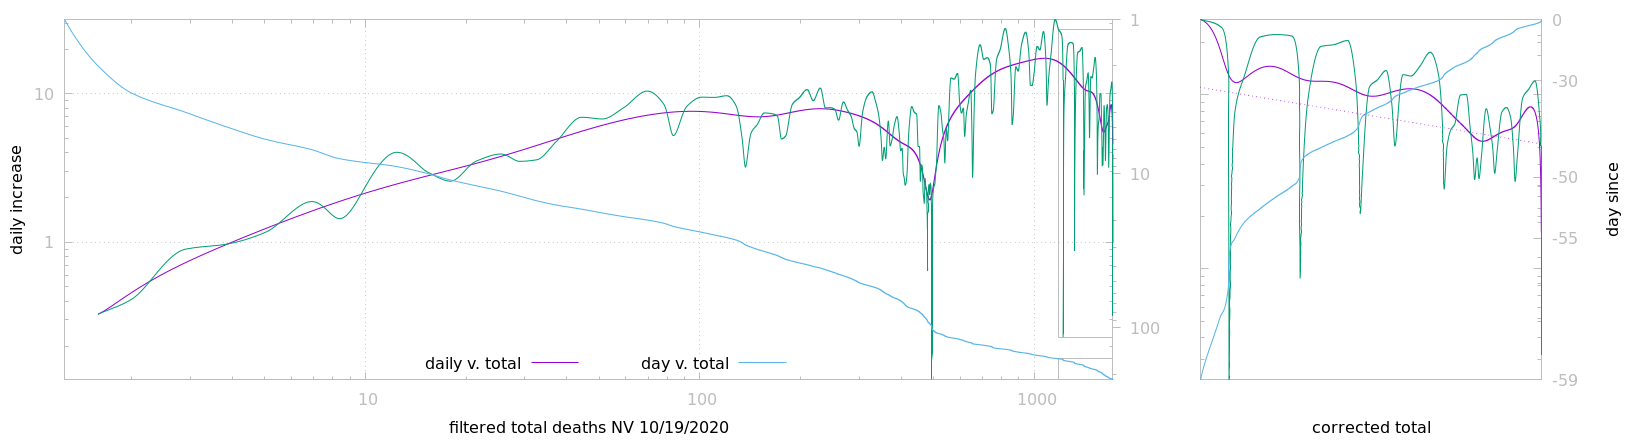 daily increase
10
1
daily v. total
day v. total
10
100
1000
filtered total deaths NV 10/19/2020
1
10
100
0
-30
-50
-55
-59
day since
corrected total